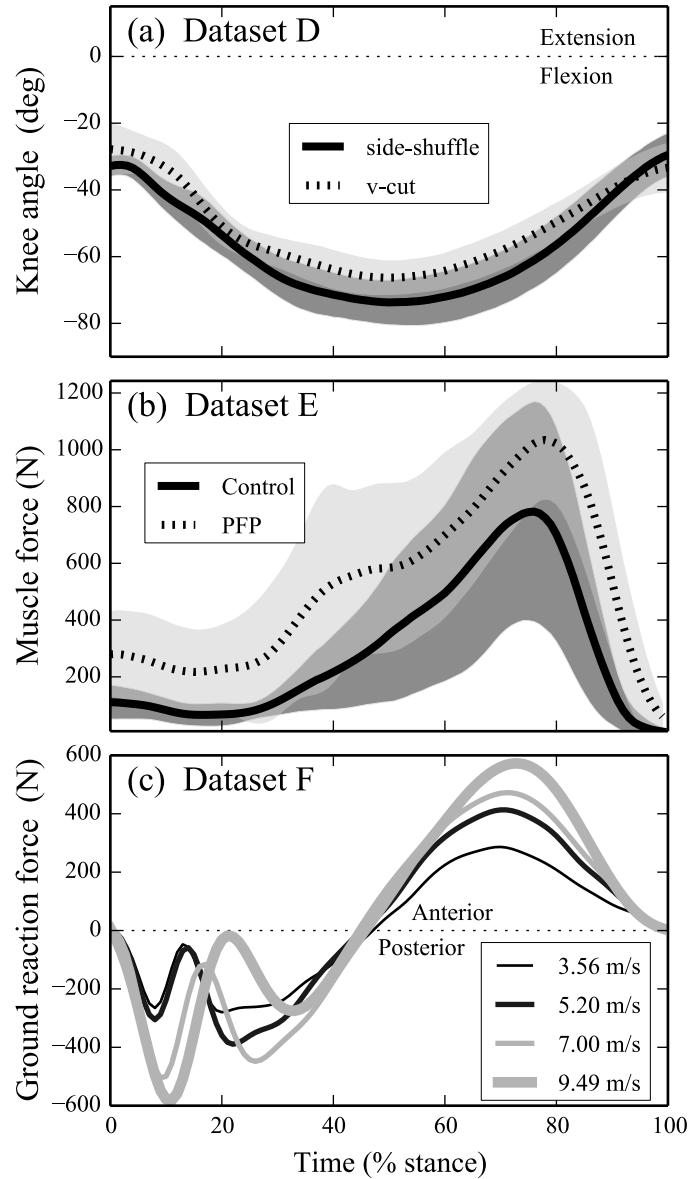 (a) Dataset D
Extension
Flexion
0
−20
−40
−60
−80
Knee angle (deg)
side-shuffle
v-cut
(b) Dataset E
1200
1000
800
600
400
200
Muscle force (N)
Control
PFP
(c) Dataset F
600
400
200
0
−200
−400
−600
Ground reaction force (N)
Anterior
Posterior
3.56 m/s
5.20 m/s
7.00 m/s
9.49 m/s
0 20 40 60 80 100
Time (% stance)